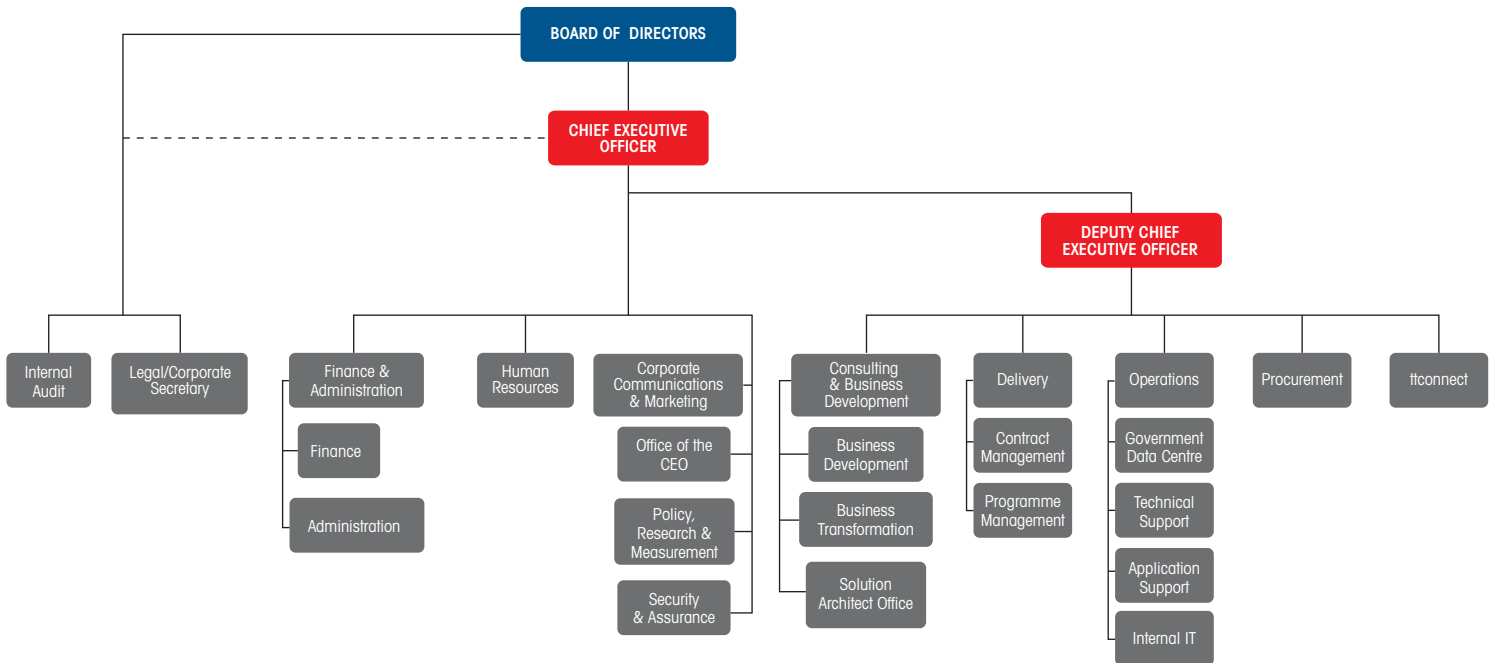 BOARD OF DIRECTORS
CHIEF EXECUTIVE
OFFICER
DEPUTY CHIEF
EXECUTIVE OFFICER
Internal
Audit
Legal/Corporate
Secretary
Finance &
Administration
Finance
Administration
Human
Resources
Corporate
Communications
& Marketing
Office of the
CEO
Policy,
Research &
Measurement
Security
& Assurance
Consulting
& Business
Development
Business
Development
Business
Transformation
Solution
Architect Office
Delivery
Contract
Management
Programme
Management
Operations
Government
Data Centre
Technical
Support
Application
Support
Internal IT
Procurement
ttconnect